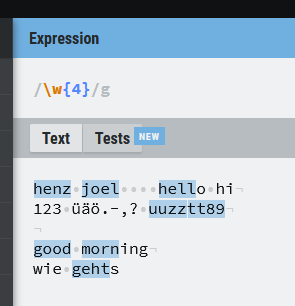 Expression
/\w{4}/g
Text Tests NEW
henz joel    hello hi
123 üäö.-,? uuzztt89

good morning
wie gehts